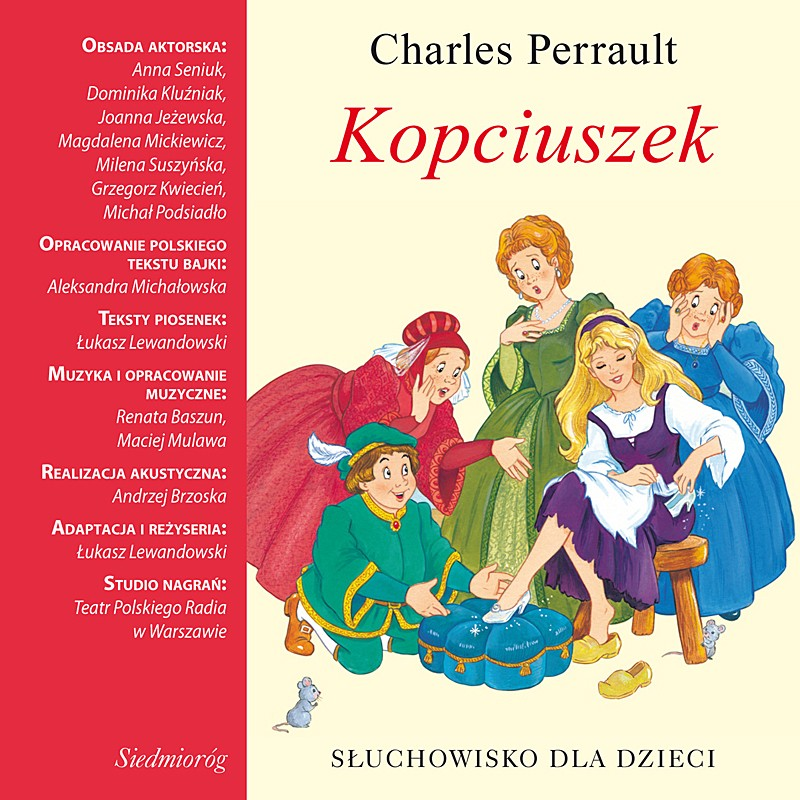 OBSADA AKTORSKA:
Anna Seniuk,
Dominika Kluźniak,
Joanna Jeżewska,
Magdalena Mickiewicz,
Milena Suszyńska,
Grzegorz Kwiecień,
Michał Podsiadło
OPRACOWANIE POLSKIEGO
TEKSTU BAJKI:
Aleksandra Michałowska
TEKSTY PIOSENEK:
Łukasz Lewandowski
MUZYKA I OPRACOWANIE
MUZYCZNE:
Renata Baszun,
Maciej Mulawa
REALIZACJA AKUSTYCZNA:
Andrzej Brzoska
ADAPTACJA I REŻYSERIA:
Łukasz Lewandowski
STUDIO NAGRAŃ:
Teatr Polskiego Radia
w Warszawie
Siedmioróg
Charles Perrault
Kopciuszek
SŁUCHOWISKO DLA DZIECI